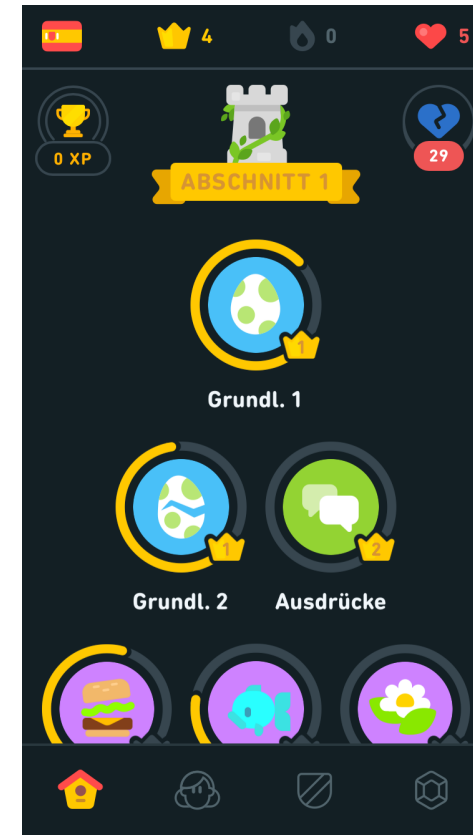 4 0 5
0 XP
29
ABSCHNITT 1
1
Grundl. 1
1 2
Grundl. 2 Ausdrücke